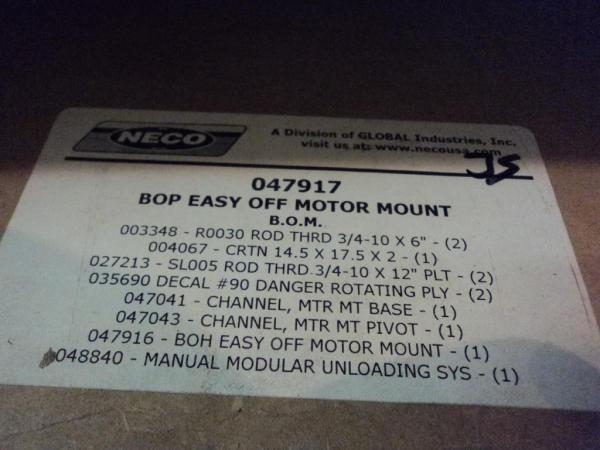 NECO
A Division of GLOBAL Industries, Inc.
visit us at: www.necousa.com
JS
047917
BOP EASY OFF MOTOR MOUNT
B.O.M.
003348 - R0030 ROD THRD 3/4-10 X 6" - (2)
004067 - CRTN 14.5 X 17.5 X 2 - (1)
027213 - SL005 ROD THRD 3/4-10 X 12" PLT - (2)
035690 DECAL #90 DANGER ROTATING PLY - (2)
047041 - CHANNEL, MTR MT BASE - (1)
047043 - CHANNEL, MTR MT PIVOT - (1)
047916 - BOH EASY OFF MOTOR MOUNT - (1)
048840 - MANUAL MODULAR UNLOADING SYS - (1)